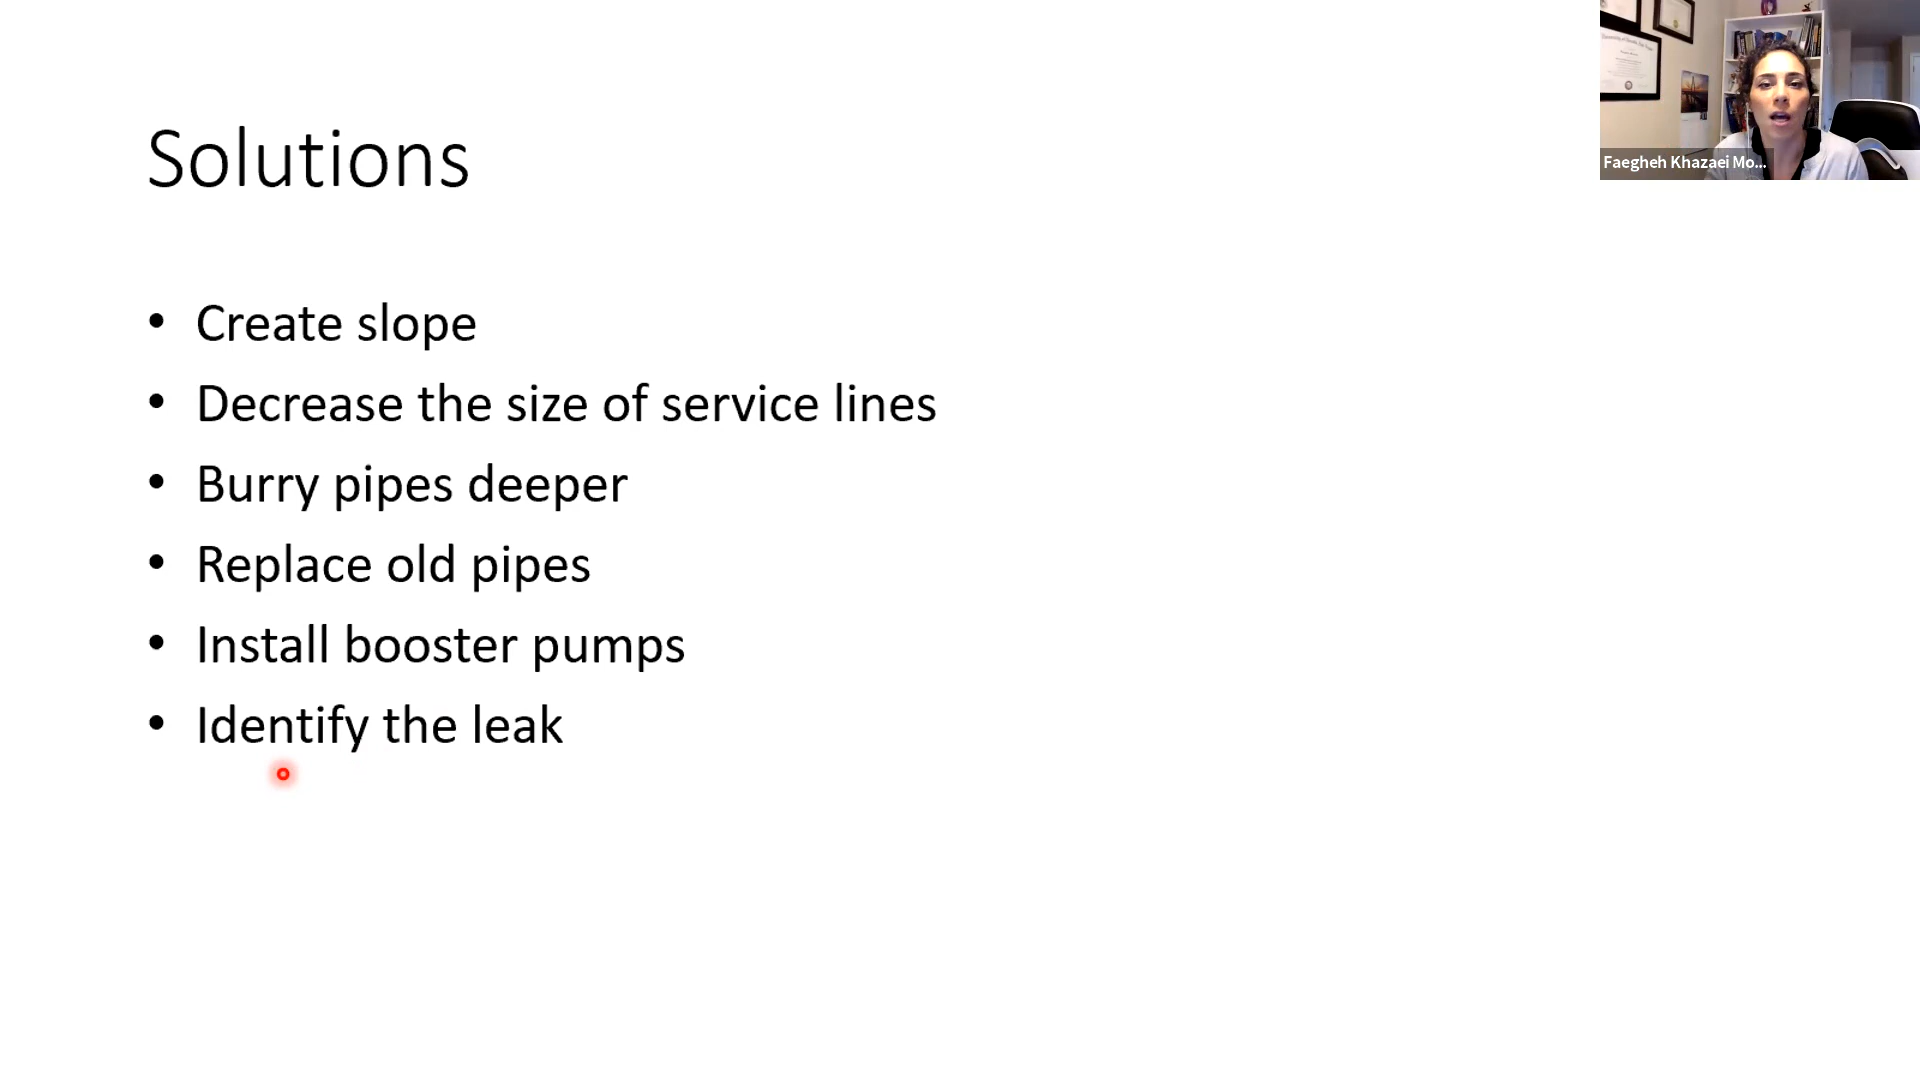 Solutions
• Create slope
• Decrease the size of service lines
• Burry pipes deeper
• Replace old pipes
• Install booster pumps
• Identify the leak
Faegheh Khazaei Mo...